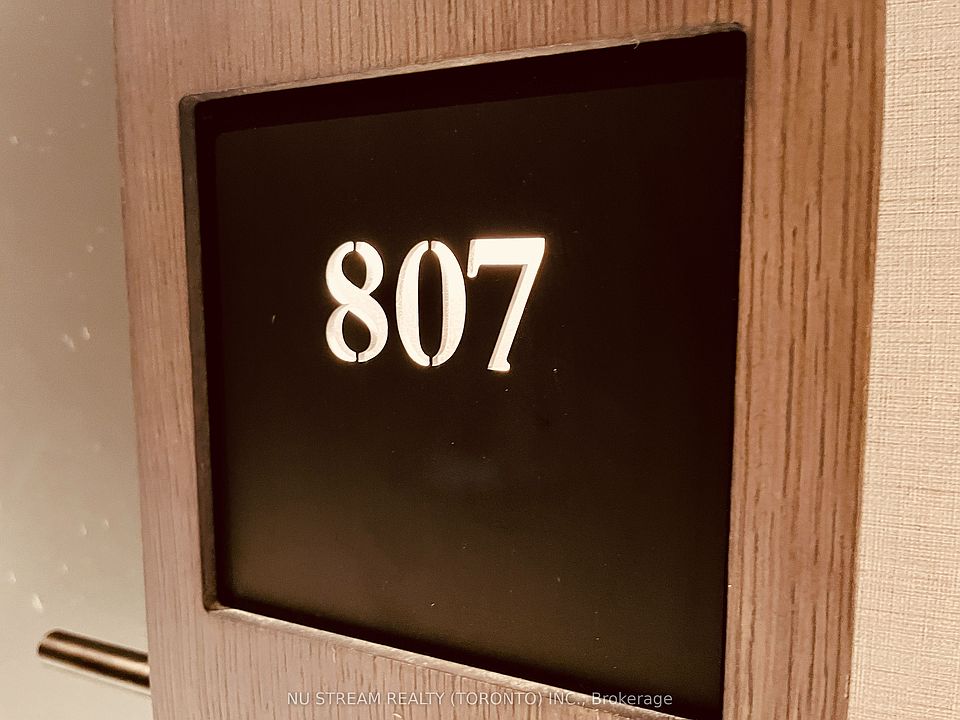 807
NU STREAM REALTY (TORONTO) INC., Brokerage